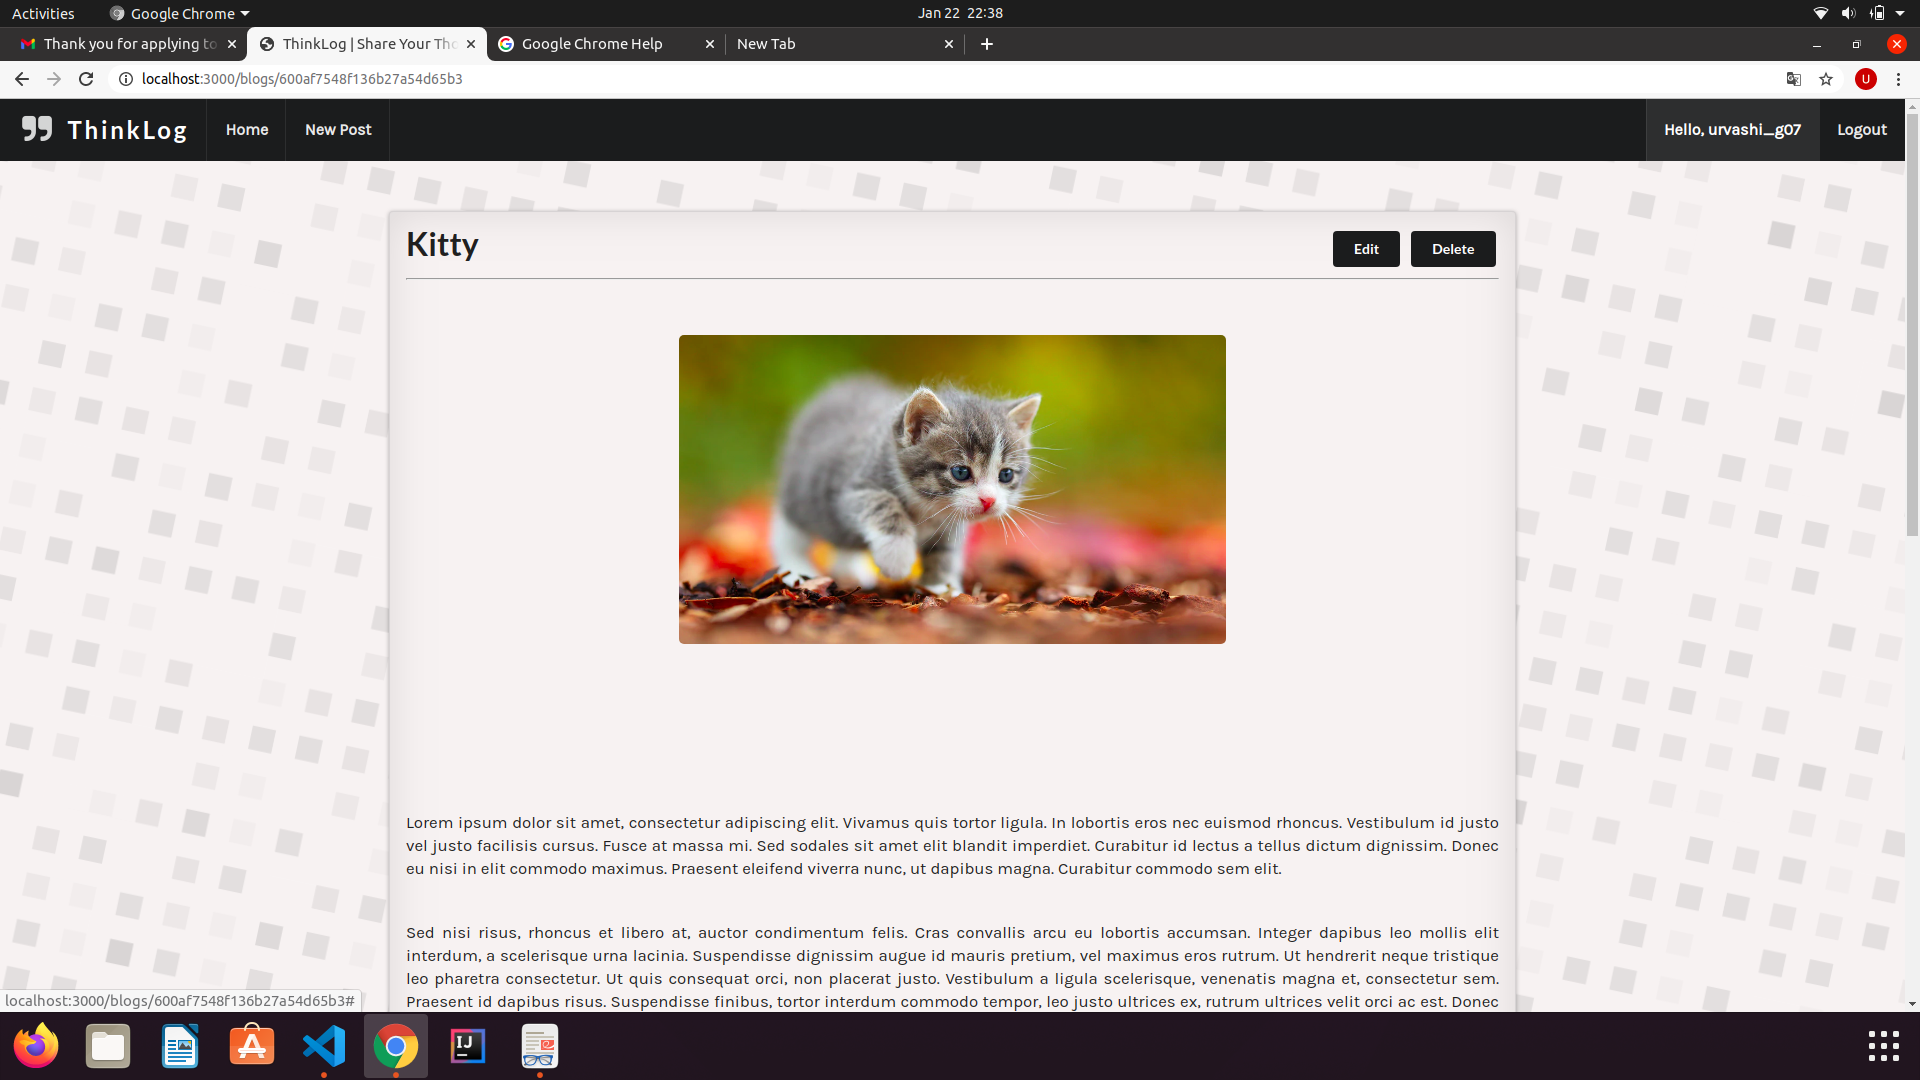 Activities
Google Chrome
Jan 22 22:38
Thank you for applying to
ThinkLog | Share Your Tho
Google Chrome Help
New Tab
localhost:3000/blogs/600af7548f136b27a54d65b3
U
ThinkLog
Home
New Post
Hello, urvashi_g07
Logout
Kitty
Edit
Delete
Lorem ipsum dolor sit amet, consectetur adipiscing elit. Vivamus quis tortor ligula. In lobortis eros nec euismod rhoncus. Vestibulum id justo
vel justo facilisis cursus. Fusce at massa mi. Sed sodales sit amet elit blandit imperdiet. Curabitur id lectus a tellus dictum dignissim. Donec
eu nisi in elit commodo maximus. Praesent eleifend viverra nunc, ut dapibus magna. Curabitur commodo sem elit.
Sed nisi risus, rhoncus et libero at, auctor condimentum felis. Cras convallis arcu eu lobortis accumsan. Integer dapibus leo mollis elit
interdum, a scelerisque urna lacinia. Suspendisse dignissim augue id mauris pretium, vel maximus eros rutrum. Ut hendrerit neque tristique
leo pharetra consectetur. Ut quis consequat orci, non placerat justo. Vestibulum a ligula scelerisque, venenatis magna et, consectetur sem.
Praesent id dapibus risus. Suspendisse finibus, tortor interdum commodo tempor, leo justo ultrices ex, rutrum ultrices velit orci ac est. Donec
localhost:3000/blogs/600af7548f136b27a54d65b3#
IJ